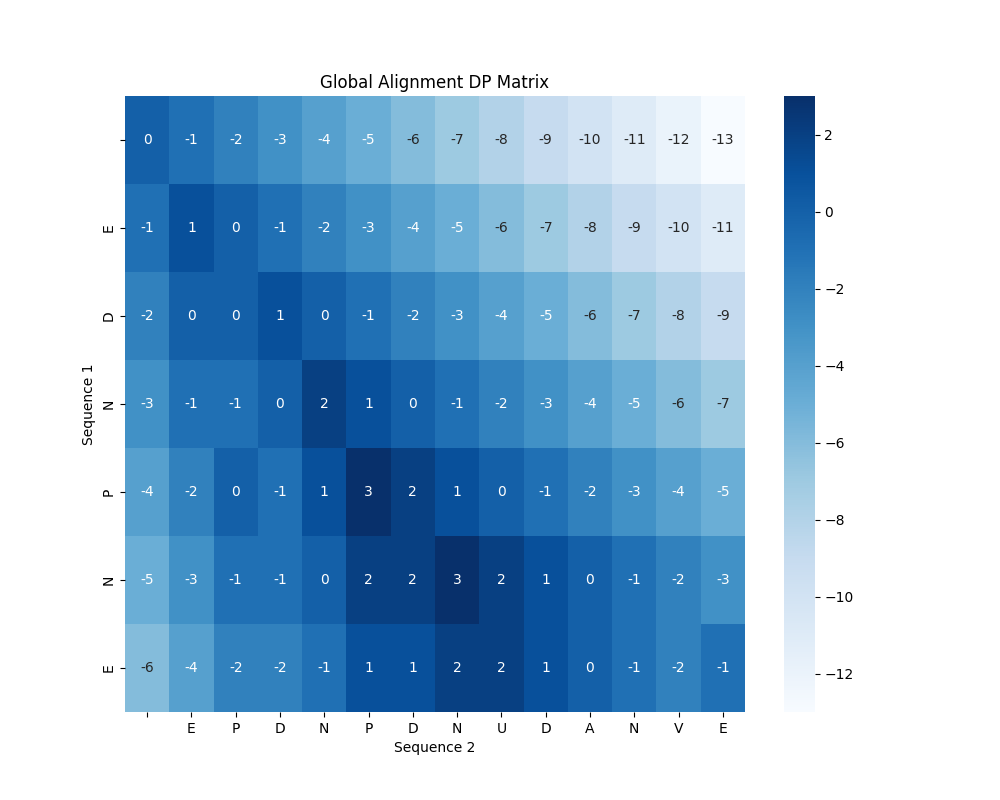 Global Alignment DP Matrix
0 -1 -2 -3 -4 -5 -6 -7 -8 -9 -10 -11 -12 -13
E -1 1 0 -1 -2 -3 -4 -5 -6 -7 -8 -9 -10 -11
D -2 0 0 1 0 -1 -2 -3 -4 -5 -6 -7 -8 -9
N -3 -1 -1 0 2 1 0 -1 -2 -3 -4 -5 -6 -7
P -4 -2 0 -1 1 3 2 1 0 -1 -2 -3 -4 -5
N -5 -3 -1 -1 0 2 2 3 2 1 0 -1 -2 -3
E -6 -4 -2 -2 -1 1 1 2 2 1 0 -1 -2 -1
E P D N P D N U D A N V E
Sequence 2
Sequence 1
2
0
−2
−4
−6
−8
−10
−12